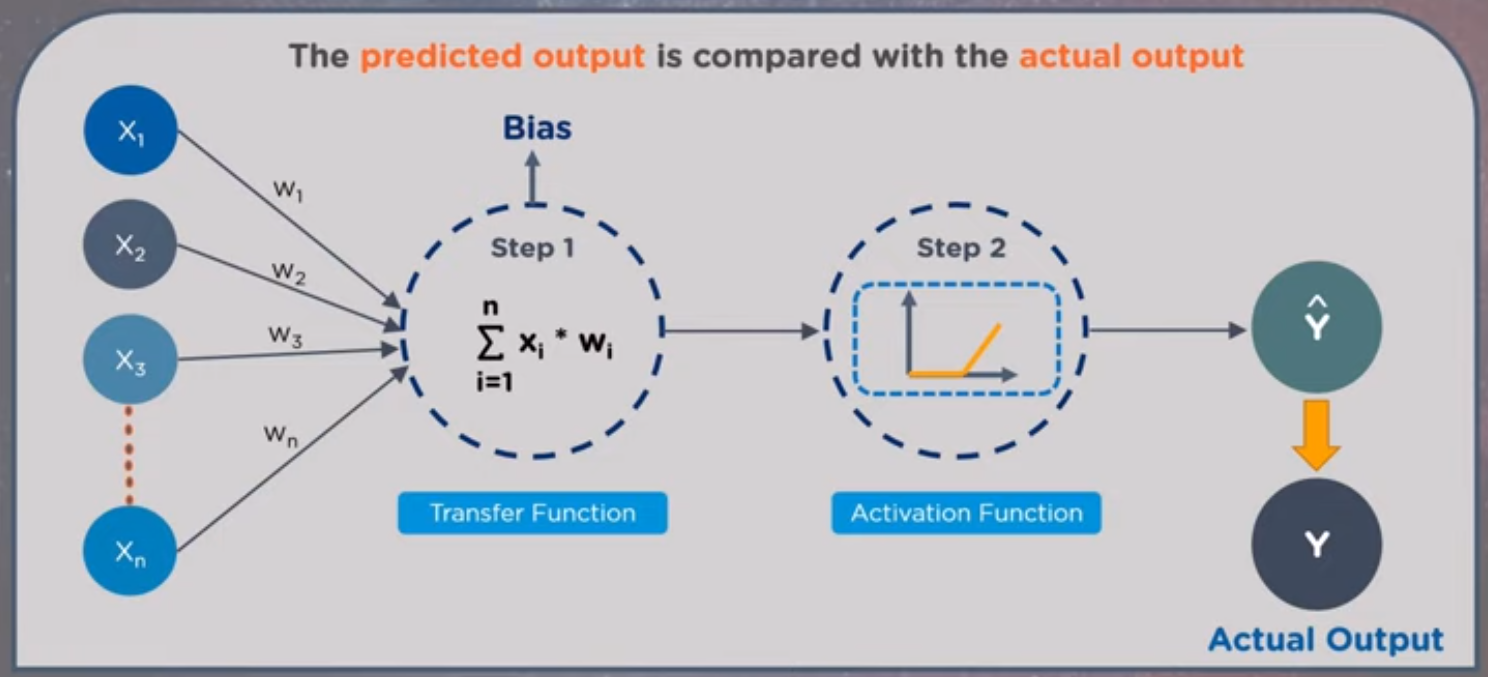 The predicted output is compared with the actual output
Bias
X₁
X₂
X₃
Xₙ
W₁
W₂
W₃
Wₙ
Step 1
n
∑ xᵢ * wᵢ
i=1
Transfer Function
Step 2
Activation Function
Ŷ
Y
Actual Output